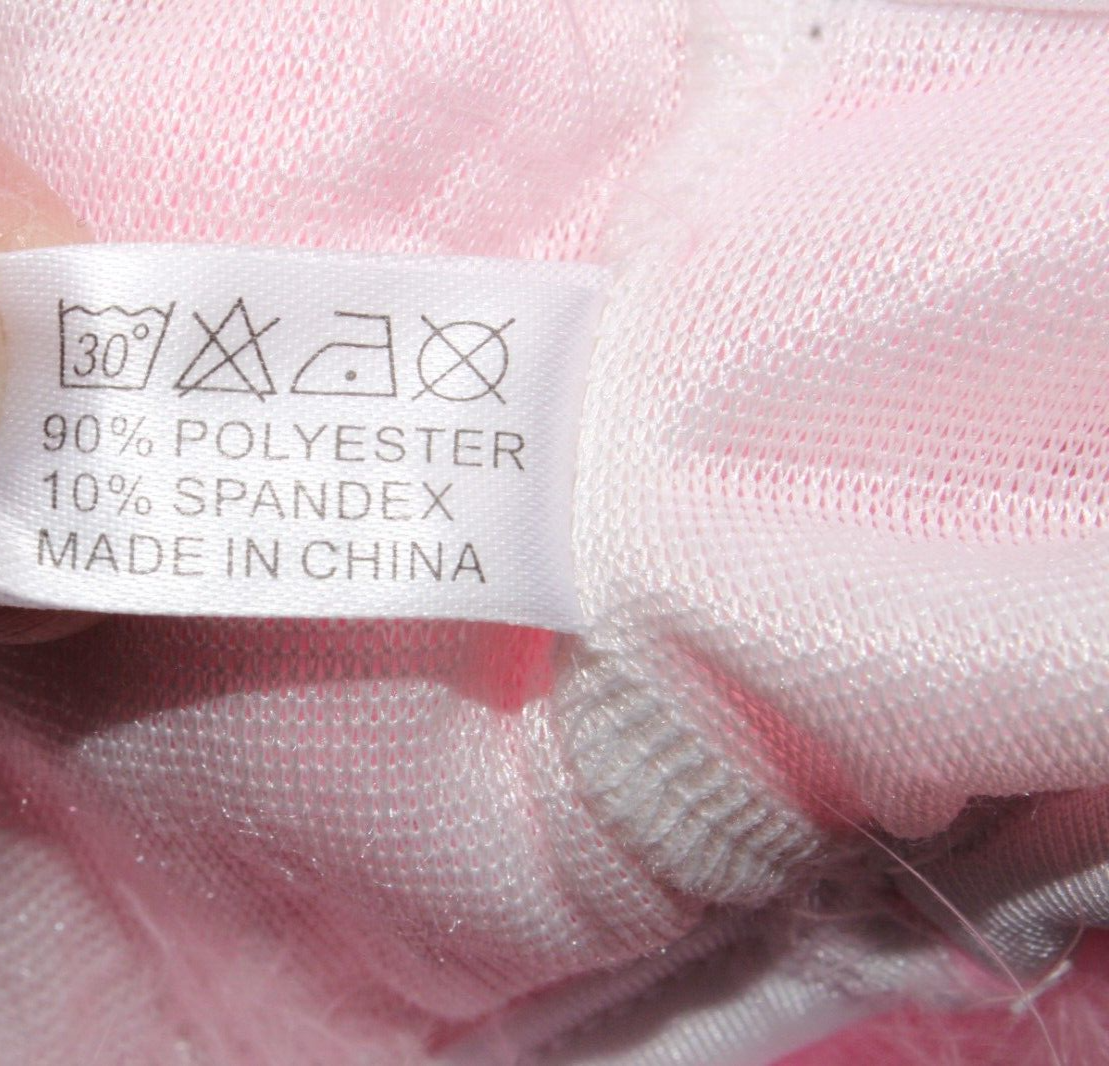 30°
90% POLYESTER
10% SPANDEX
MADE IN CHINA